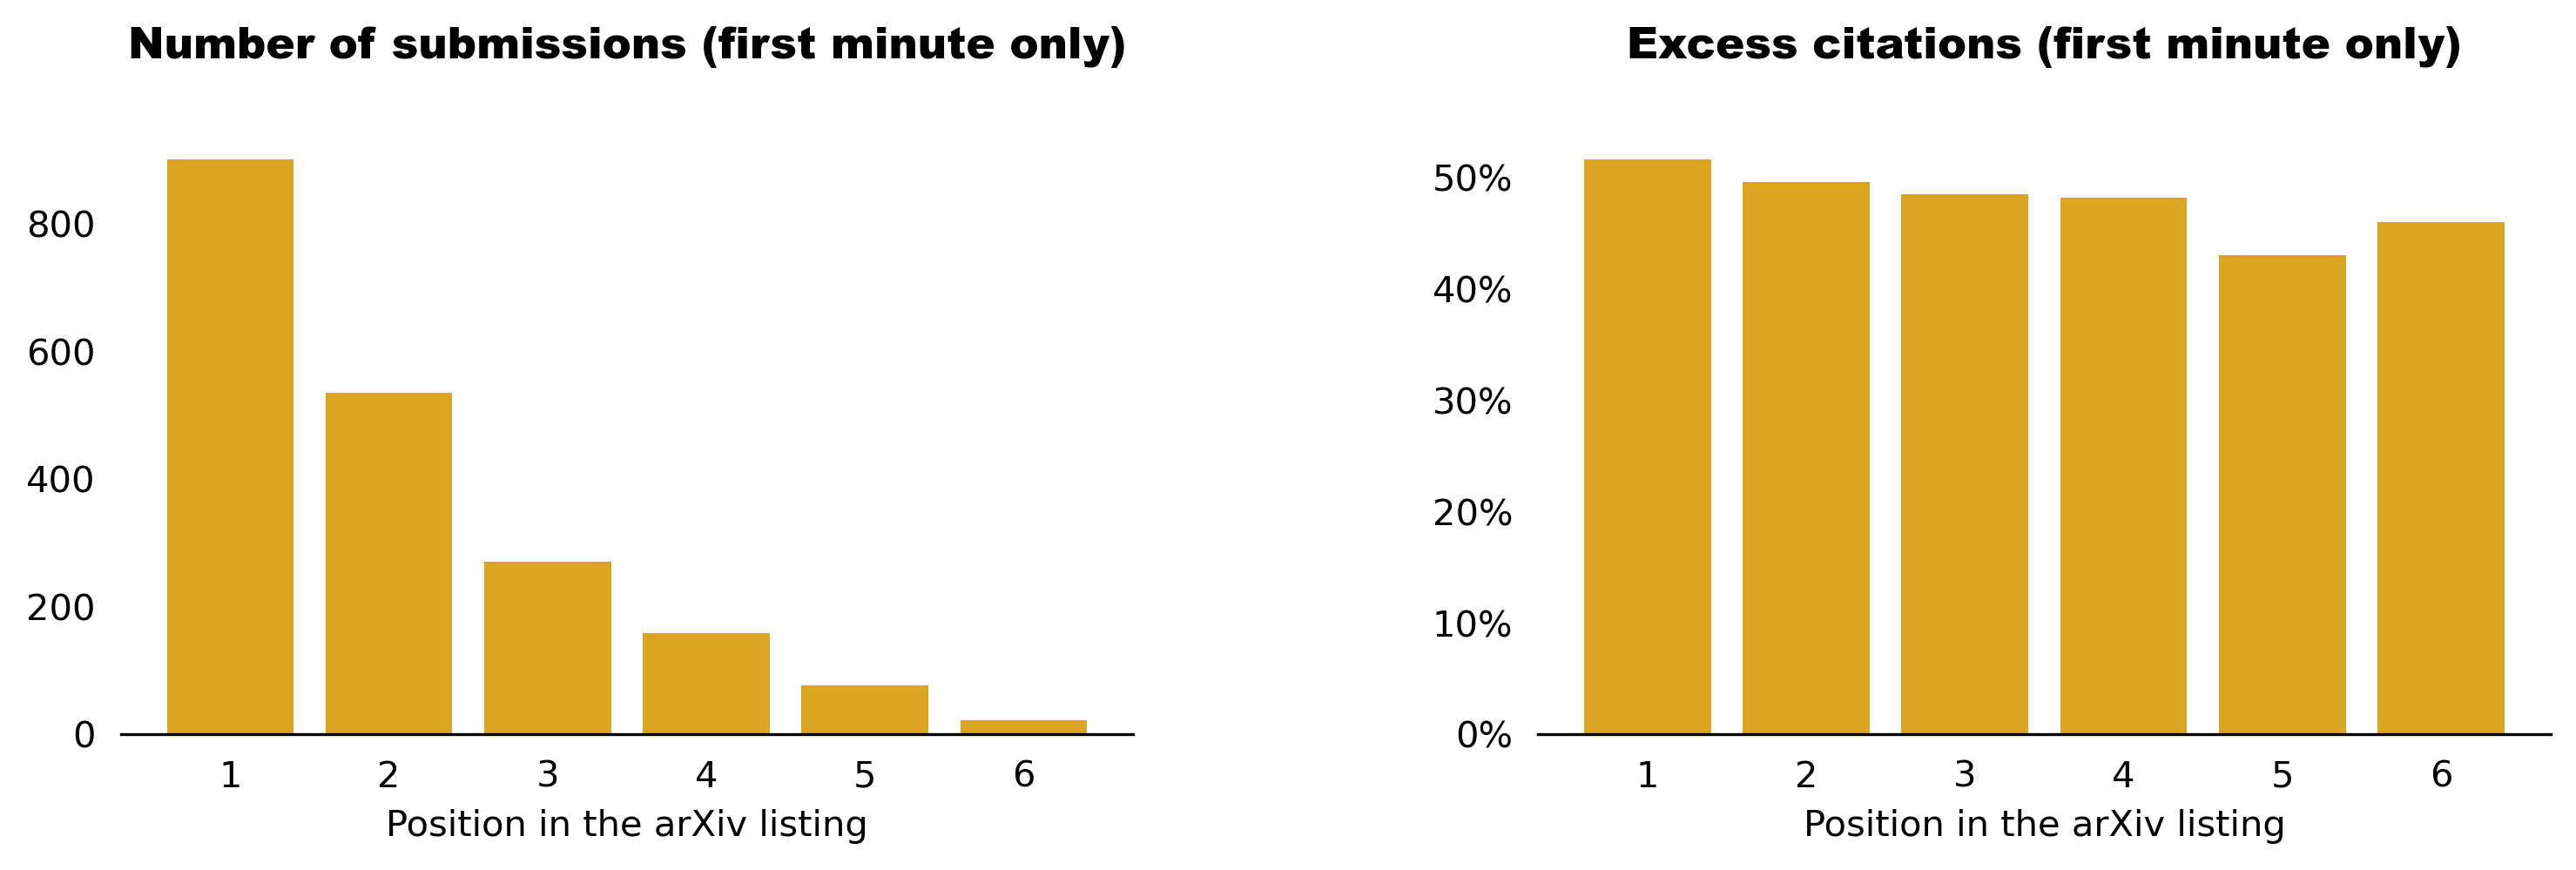 Number of submissions (first minute only)
800
600
400
200
0
1 2 3 4 5 6
Position in the arXiv listing
Excess citations (first minute only)
50%
40%
30%
20%
10%
0%
1 2 3 4 5 6
Position in the arXiv listing